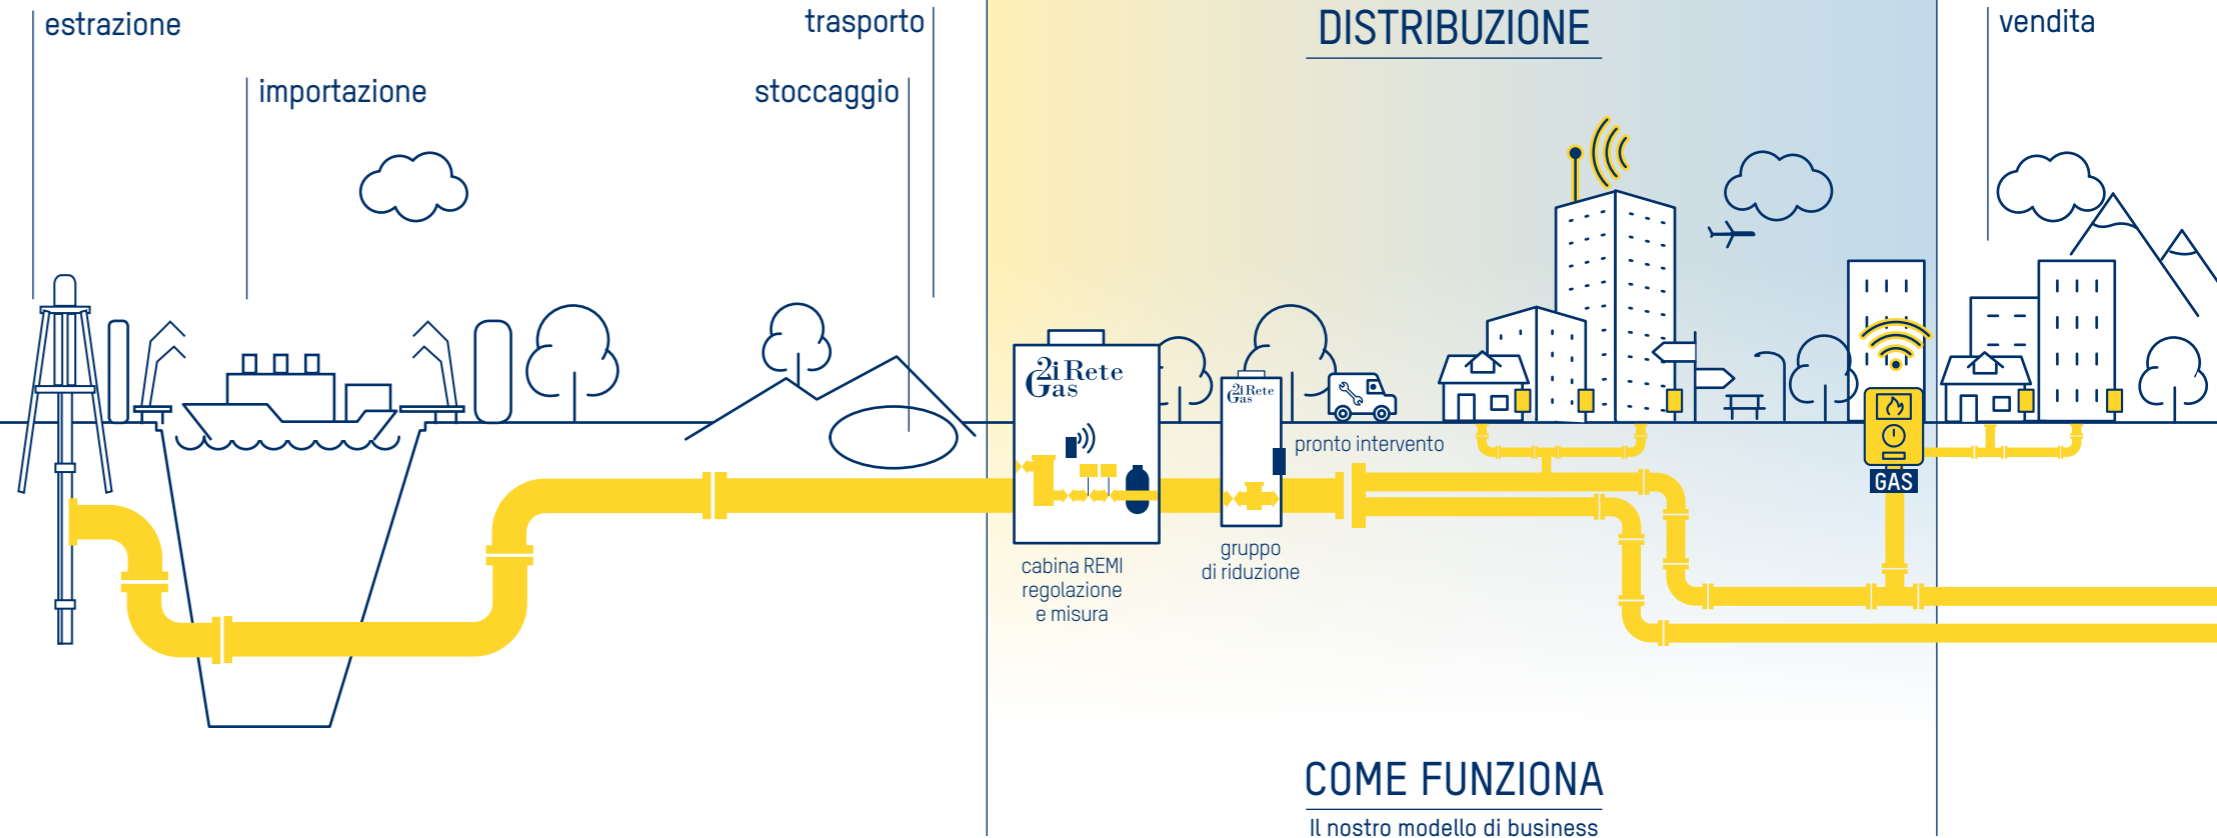 estrazione
importazione
trasporto
stoccaggio
DISTRIBUZIONE
vendita
2i Rete
Gas
2i Rete
Gas
pronto intervento
GAS
cabina REMI
regolazione
e misura
gruppo
di riduzione
COME FUNZIONA
Il nostro modello di business